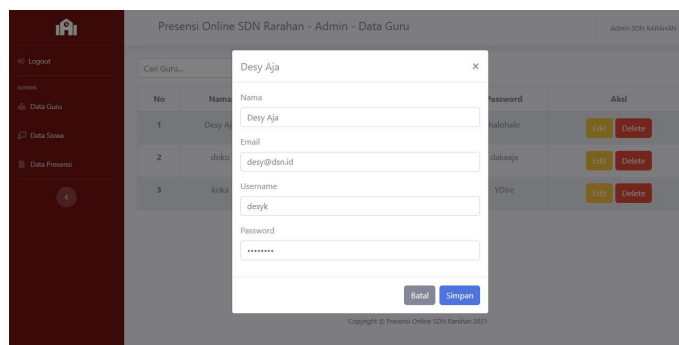 Presensi Online SDN Rarahan - Admin - Data Guru
Admin SDN RARAHAN
Logout
Cari Guru...
ADMIN
Data Guru
Data Siswa
Data Presensi
Desy Aja
×
Nama
Desy Aja
Email
desy@dsn.id
Username
desyk
Password
••••••••
Batal Simpan
No Nama Password Aksi
1 Desy Aj halohalo Edit Delete
2 doko dakaaja Edit Delete
3 koka YDIre Edit Delete
Copyright © Presensi Online SDN Rarahan 2021